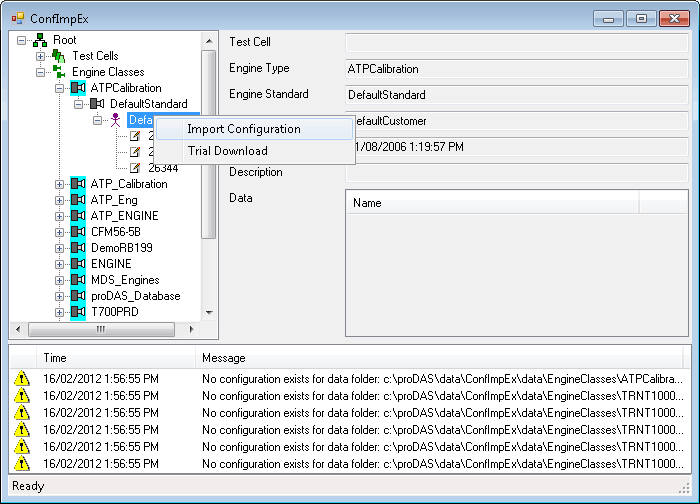 ConfImpEx
Root
Test Cells
Engine Classes
ATPCalibration
DefaultStandard
Defa
2
2
26344
ATP_Calibration
ATP_Eng
ATP_ENGINE
CFM56-5B
DemoRB199
ENGINE
MDS_Engines
proDAS_Database
T700PRD
Import Configuration
Trial Download
Test Cell
Engine Type ATPCalibration
Engine Standard DefaultStandard
DefaultCustomer
1/08/2006 1:19:57 PM
Description
Data Name
Time Message
16/02/2012 1:56:55 PM No configuration exists for data folder: c:\proDAS\data\ConfImpEx\data\EngineClasses\ATPCalibra...
16/02/2012 1:56:55 PM No configuration exists for data folder: c:\proDAS\data\ConfImpEx\data\EngineClasses\TRNT1000...
16/02/2012 1:56:55 PM No configuration exists for data folder: c:\proDAS\data\ConfImpEx\data\EngineClasses\TRNT1000...
16/02/2012 1:56:55 PM No configuration exists for data folder: c:\proDAS\data\ConfImpEx\data\EngineClasses\TRNT1000...
16/02/2012 1:56:55 PM No configuration exists for data folder: c:\proDAS\data\ConfImpEx\data\EngineClasses\TRNT1000...
16/02/2012 1:56:55 PM No configuration exists for data folder: c:\proDAS\data\ConfImpEx\data\EngineClasses\TRNT1000...
Ready